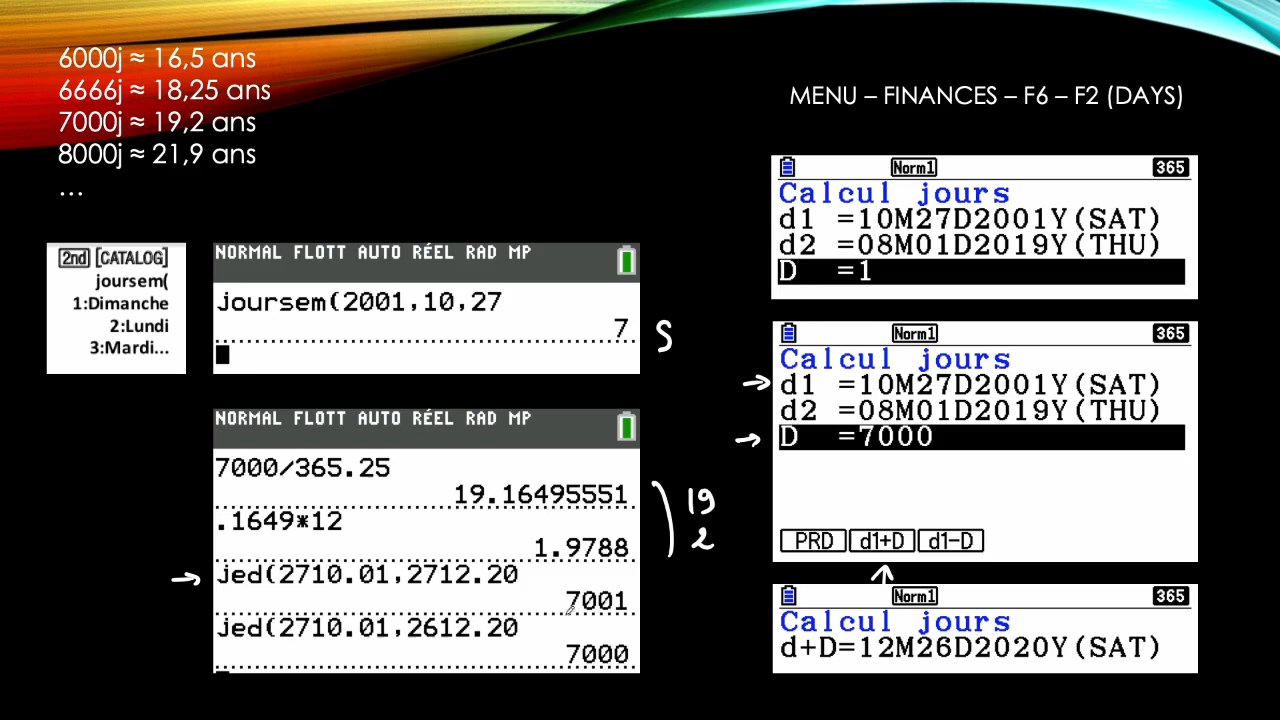 6000j ≈ 16,5 ans
6666j ≈ 18,25 ans
7000j ≈ 19,2 ans
8000j ≈ 21,9 ans
…
2nd [CATALOG]
joursem(
1:Dimanche
2:Lundi
3:Mardi...
NORMAL FLOTT AUTO RÉEL RAD MP
joursem(2001,10,27
7
S
NORMAL FLOTT AUTO RÉEL RAD MP
7000/365.25
19.16495551
.1649*12
1.9788
jed(2710.01,2712.20
7001
jed(2710.01,2612.20
7000
19
2
MENU – FINANCES – F6 – F2 (DAYS)
Norm1 365
Calcul jours
d1 =10M27D2001Y(SAT)
d2 =08M01D2019Y(THU)
D =1
Norm1 365
Calcul jours
d1 =10M27D2001Y(SAT)
d2 =08M01D2019Y(THU)
D =7000
PRD d1+D d1−D
Norm1 365
Calcul jours
d+D=12M26D2020Y(SAT)